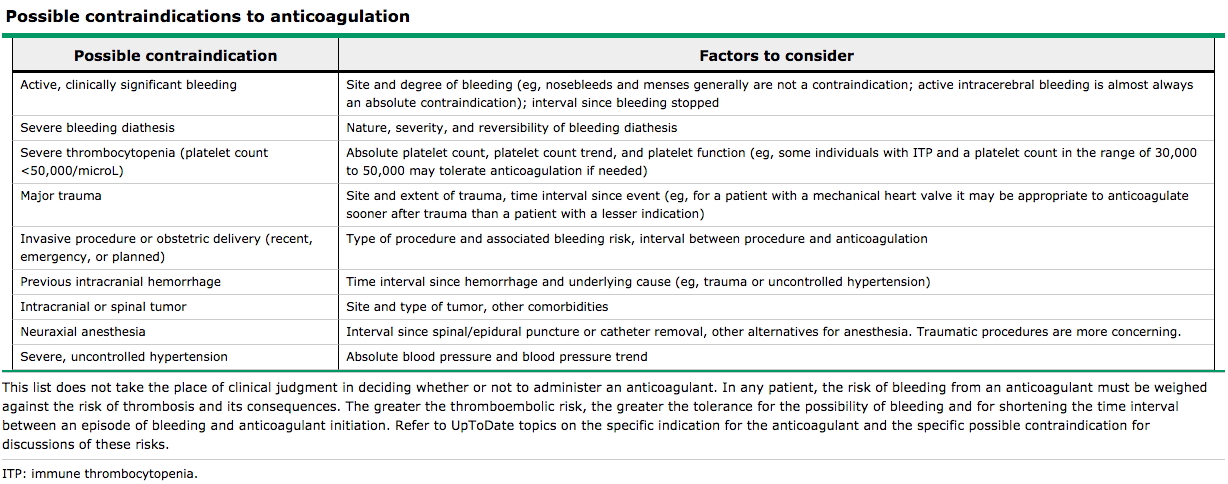 Possible contraindications to anticoagulation
Possible contraindication
Factors to consider
Active, clinically significant bleeding
Site and degree of bleeding (eg, nosebleeds and menses generally are not a contraindication; active intracerebral bleeding is almost always
an absolute contraindication); interval since bleeding stopped
Severe bleeding diathesis
Nature, severity, and reversibility of bleeding diathesis
Severe thrombocytopenia (platelet count
<50,000/microL)
Absolute platelet count, platelet count trend, and platelet function (eg, some individuals with ITP and a platelet count in the range of 30,000
to 50,000 may tolerate anticoagulation if needed)
Major trauma
Site and extent of trauma, time interval since event (eg, for a patient with a mechanical heart valve it may be appropriate to anticoagulate
sooner after trauma than a patient with a lesser indication)
Invasive procedure or obstetric delivery (recent,
emergency, or planned)
Type of procedure and associated bleeding risk, interval between procedure and anticoagulation
Previous intracranial hemorrhage
Time interval since hemorrhage and underlying cause (eg, trauma or uncontrolled hypertension)
Intracranial or spinal tumor
Site and type of tumor, other comorbidities
Neuraxial anesthesia
Interval since spinal/epidural puncture or catheter removal, other alternatives for anesthesia. Traumatic procedures are more concerning.
Severe, uncontrolled hypertension
Absolute blood pressure and blood pressure trend
This list does not take the place of clinical judgment in deciding whether or not to administer an anticoagulant. In any patient, the risk of bleeding from an anticoagulant must be weighed
against the risk of thrombosis and its consequences. The greater the thromboembolic risk, the greater the tolerance for the possibility of bleeding and for shortening the time interval
between an episode of bleeding and anticoagulant initiation. Refer to UpToDate topics on the specific indication for the anticoagulant and the specific possible contraindication for
discussions of these risks.
ITP: immune thrombocytopenia.